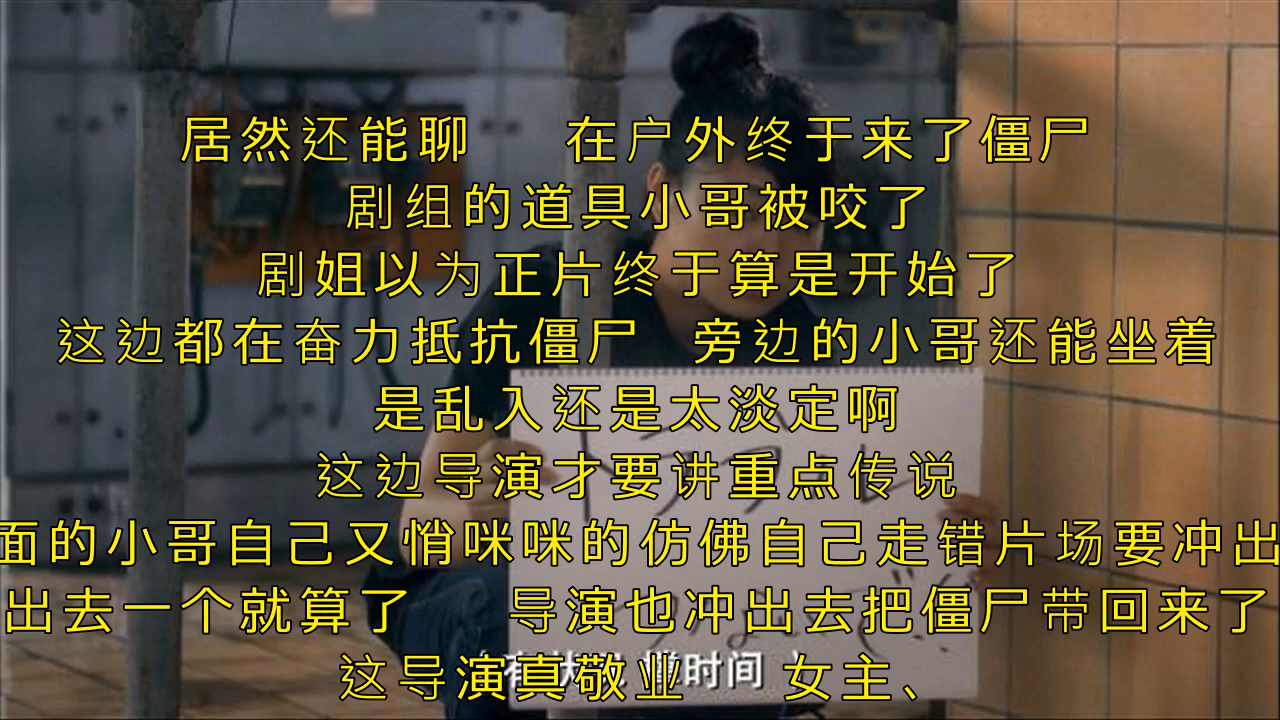 居然还能聊 在户外终于来了僵尸
剧组的道具小哥被咬了
剧姐以为正片终于算是开始了
这边都在奋力抵抗僵尸 旁边的小哥还能坐着
是乱入还是太淡定啊
这边导演才要讲重点传说
面的小哥自己又悄咪咪的仿佛自己走错片场要冲出
出去一个就算了 导演也冲出去把僵尸带回来了
这导演真敬业 女主、
时间